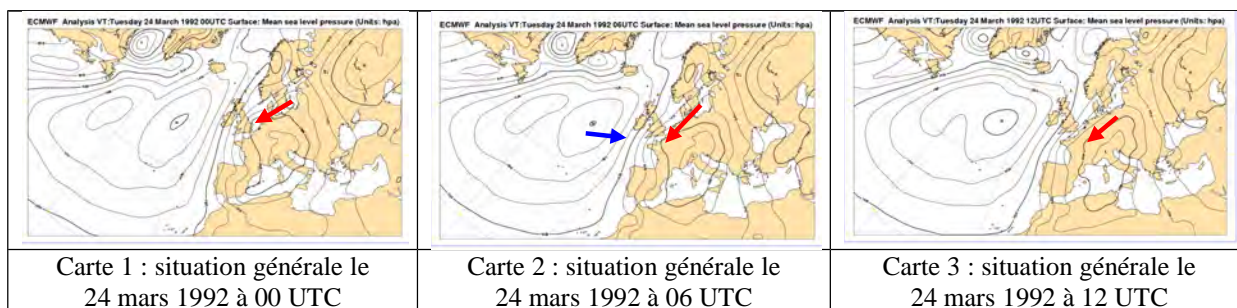 ECMWF Analysis VT:Tuesday 24 March 1992 00UTC Surface: Mean sea level pressure (Units: hpa)
ECMWF Analysis VT:Tuesday 24 March 1992 06UTC Surface: Mean sea level pressure (Units: hpa)
ECMWF Analysis VT:Tuesday 24 March 1992 12UTC Surface: Mean sea level pressure (Units: hpa)
Carte 1 : situation générale le
24 mars 1992 à 00 UTC
Carte 2 : situation générale le
24 mars 1992 à 06 UTC
Carte 3 : situation générale le
24 mars 1992 à 12 UTC